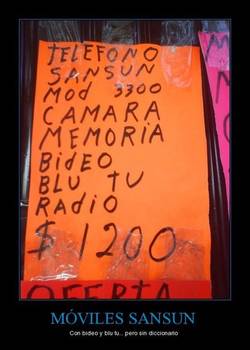 TELEFONO
SANSUN
MOD 3300
CAMARA
MEMORiA
BiDEO
BLU TU
RADiO
$ 1200
OFERTA
MÓVILES SANSUN
Con bideo y blu tu... pero sin diccionario